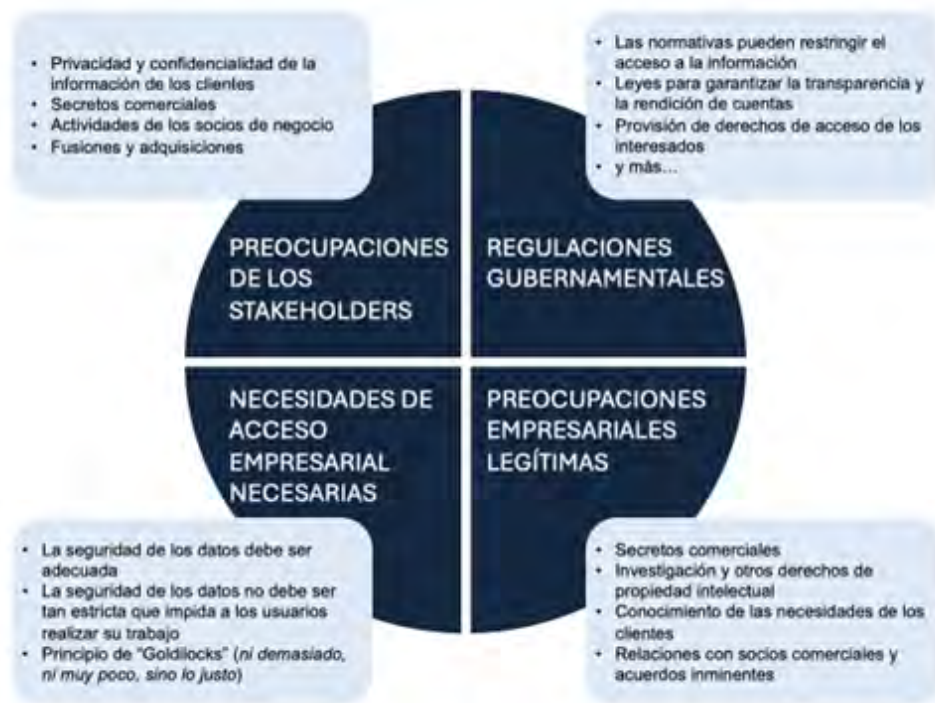 • Privacidad y confidencialidad de la
información de los clientes
• Secretos comerciales
• Actividades de los socios de negocio
• Fusiones y adquisiciones
• Las normativas pueden restringir el
acceso a la información
• Leyes para garantizar la transparencia y
la rendición de cuentas
• Provisión de derechos de acceso de los
interesados
• y más...
PREOCUPACIONES
DE LOS
STAKEHOLDERS
REGULACIONES
GUBERNAMENTALES
NECESIDADES DE
ACCESO
EMPRESARIAL
NECESARIAS
PREOCUPACIONES
EMPRESARIALES
LEGÍTIMAS
• La seguridad de los datos debe ser
adecuada
• La seguridad de los datos no debe ser
tan estricta que impida a los usuarios
realizar su trabajo
• Principio de "Goldilocks" (ni demasiado,
ni muy poco, sino lo justo)
• Secretos comerciales
• Investigación y otros derechos de
propiedad intelectual
• Conocimiento de las necesidades de los
clientes
• Relaciones con socios comerciales y
acuerdos inminentes